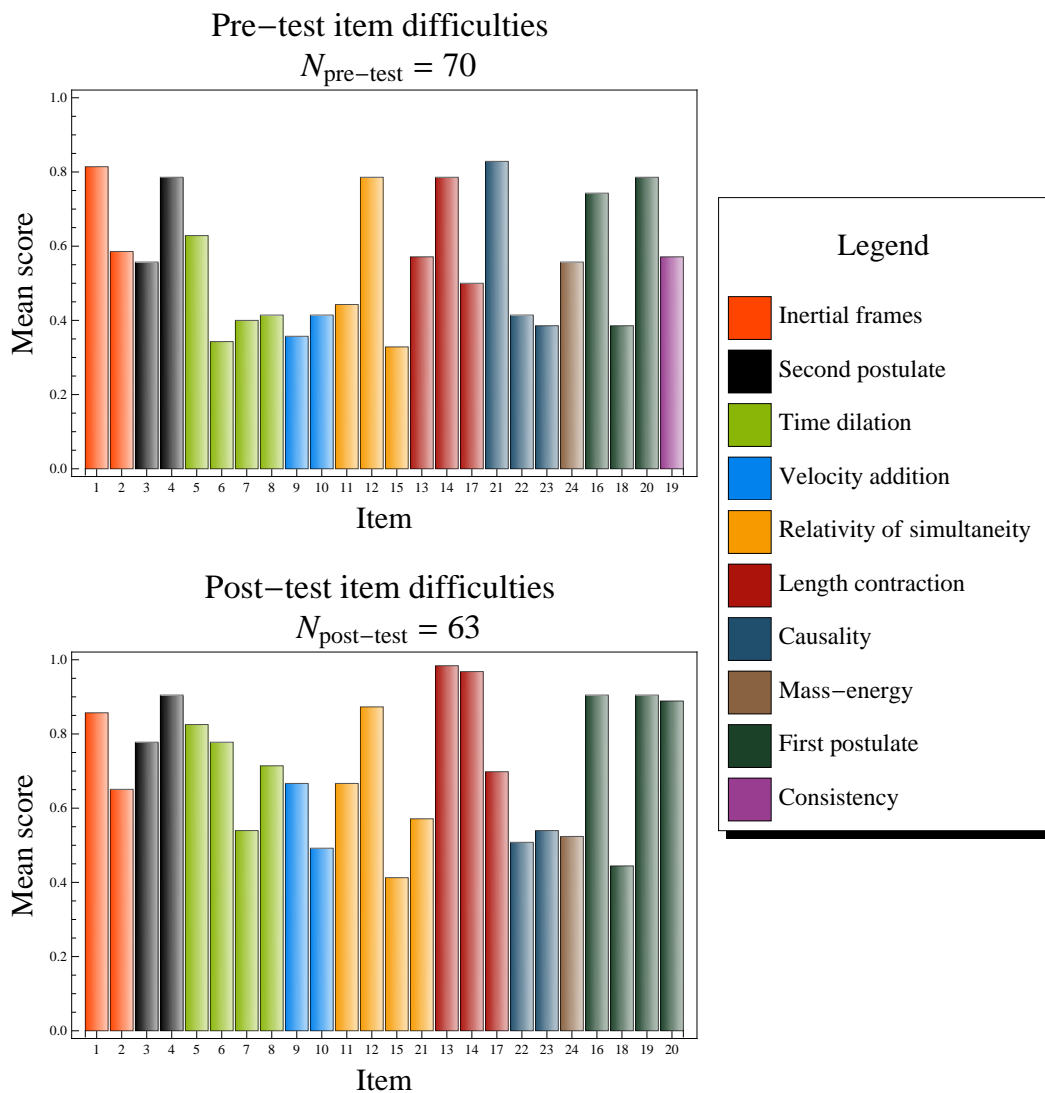 Pre−test item difficulties
N pre−test = 70
1.0
0.8
0.6
0.4
0.2
0.0
Mean score
1 2 3 4 5 6 7 8 9 10 11 12 15 13 14 17 21 22 23 24 16 18 20 19
Item
Post−test item difficulties
N post−test = 63
1.0
0.8
0.6
0.4
0.2
0.0
Mean score
1 2 3 4 5 6 7 8 9 10 11 12 15 21 13 14 17 22 23 24 16 18 19 20
Item
Legend
Inertial frames
Second postulate
Time dilation
Velocity addition
Relativity of simultaneity
Length contraction
Causality
Mass−energy
First postulate
Consistency